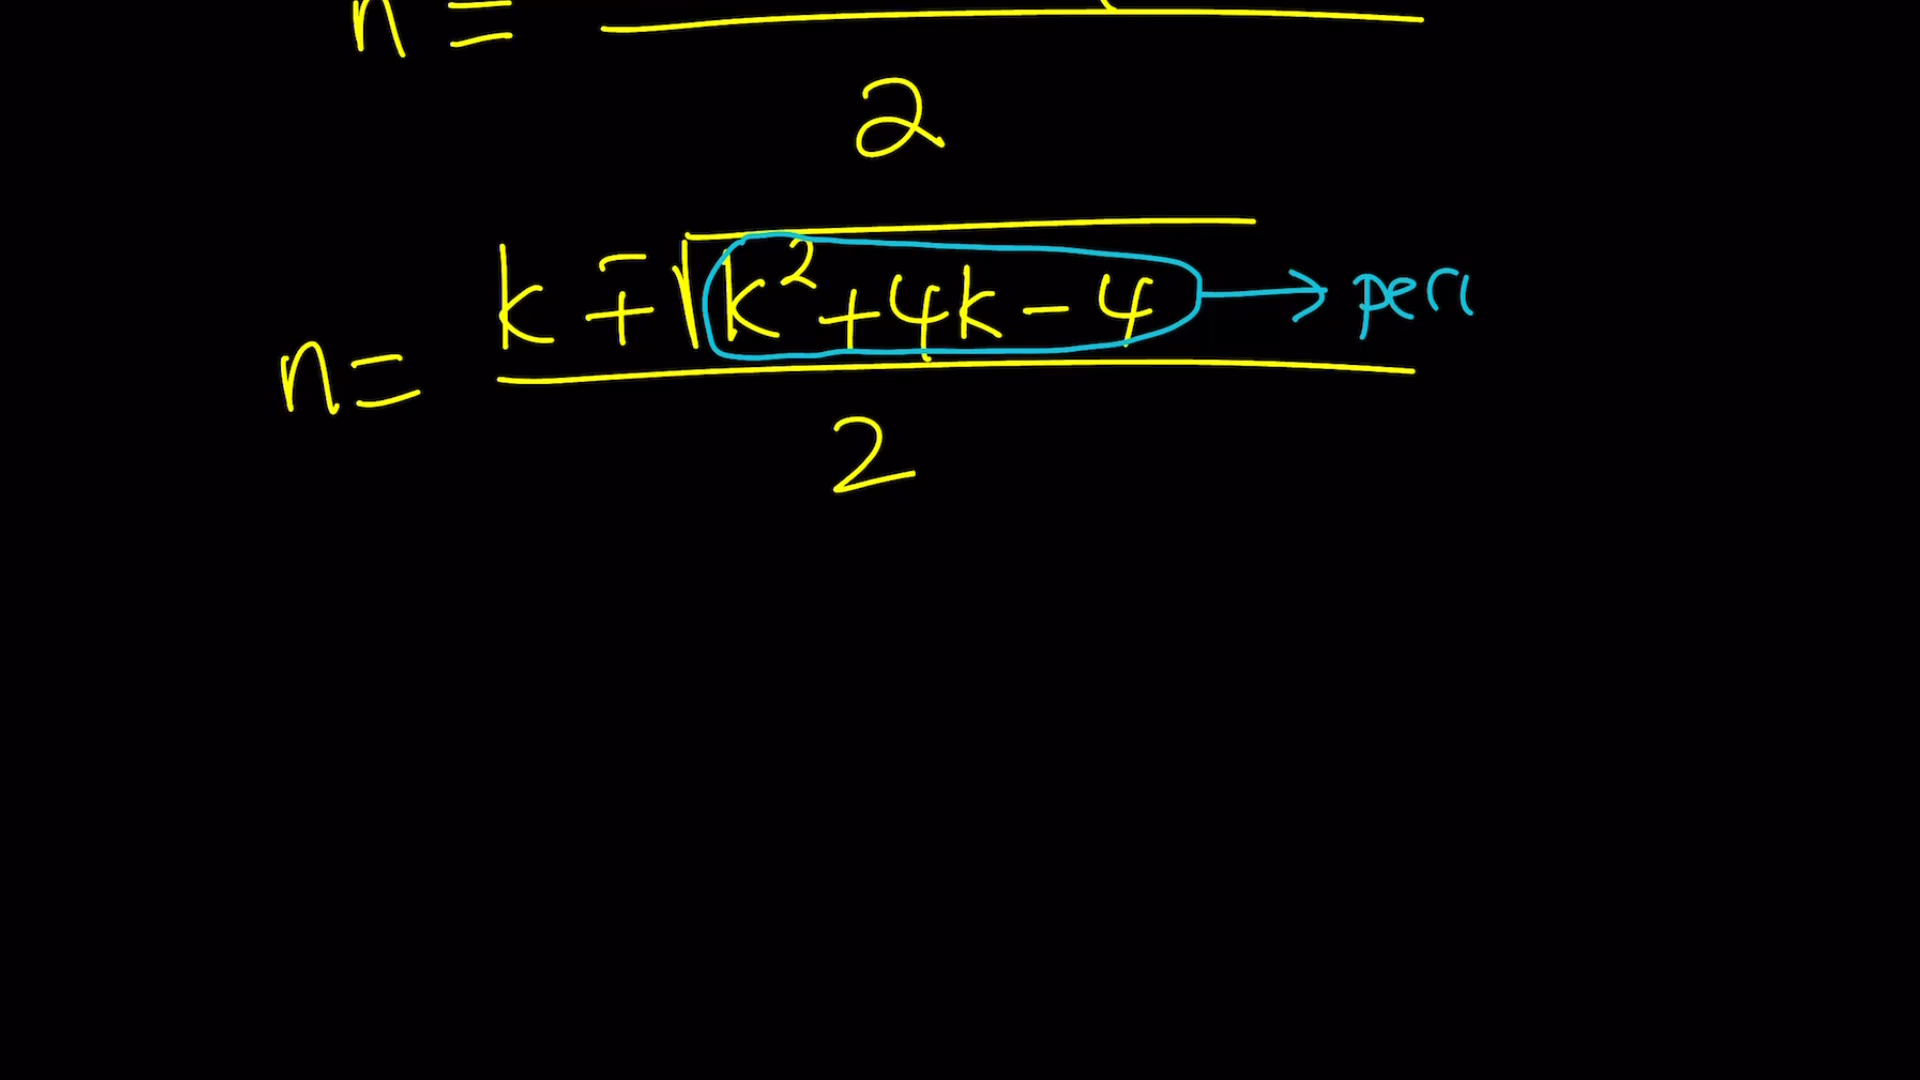 n =
2
n = k ∓ √k² + 4k - 4 → per
2